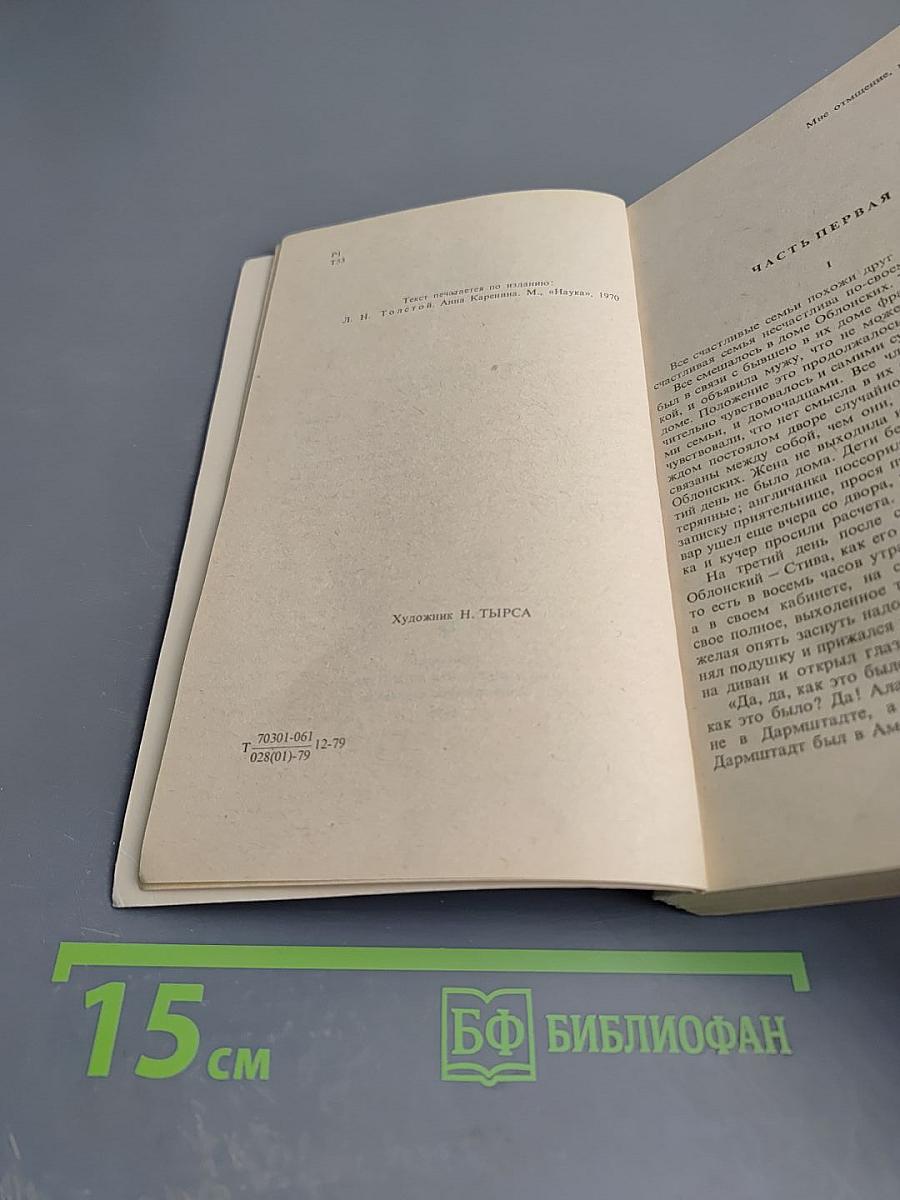 Р1
Т53
Текст печатается по изданию:
Л. Н. Толстой. Анна Каренина. М., «Наука», 1970
Художник Н. ТЫРСА
Т 70301-061 12-79
028(01)-79
Мне отмщение,
ЧАСТЬ ПЕРВАЯ
I
Все счастливые семьи похожи друг
счастливая семья несчастлива по-своему
Все смешалось в доме Облонских.
был в связи с бывшею в их доме
кой, и объявила мужу, что не може
доме. Положение это продолжалось
чительно чувствовалось и самими су
ми семьи, и домочадцами. Все чл
чувствовали, что нет смысла в их
ждом постоялом дворе случайно
связаны между собой, чем они,
Облонских. Жена не выходила и
тий день не было дома. Дети бе
терянные; англичанка поссорил
записку приятельнице, прося п
вар ушел еще вчера со двора,
ка и кучер просили расчета.
На третий день после с
Облонский – Стива, как его
то есть в восемь часов утра
а в своем кабинете, на с
свое полное, выхоленное т
желая опять заснуть надо
нял подушку и прижался
на диван и открыл глаз
«Да, да, как это было
как это было? Да! Ала
не в Дармштадте, а
Дармштадт был в Ам
15 см
БФ БИБЛИОФАН